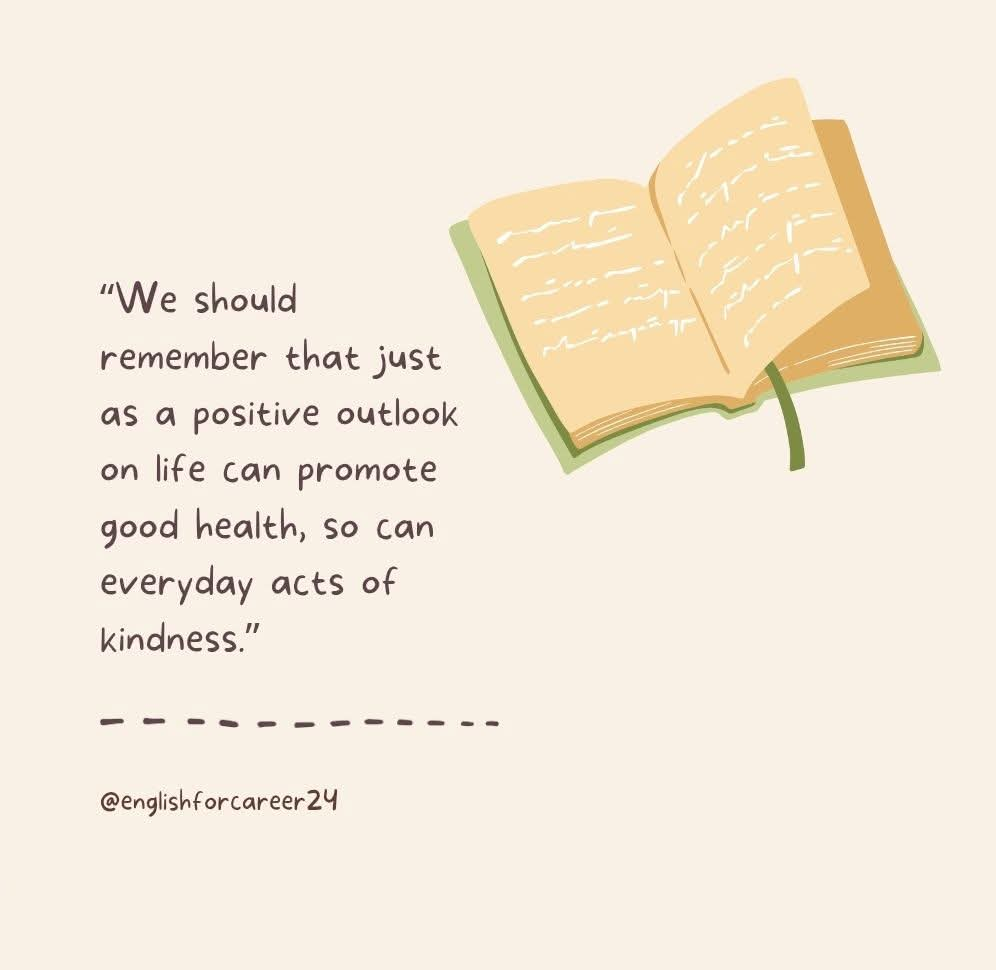 “We should
remember that just
as a positive outlook
on life can promote
good health, so can
everyday acts of
kindness.”
@englishforcareer24